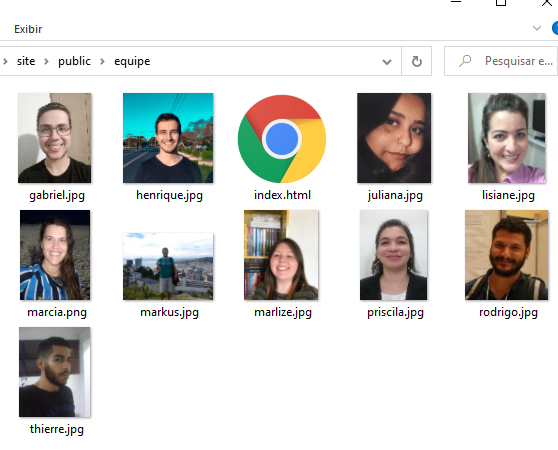 Exibir
site > public > equipe
Pesquisar e...
gabriel.jpg
henrique.jpg
index.html
juliana.jpg
lisiane.jpg
marcia.png
markus.jpg
marlize.jpg
priscila.jpg
rodrigo.jpg
thierre.jpg